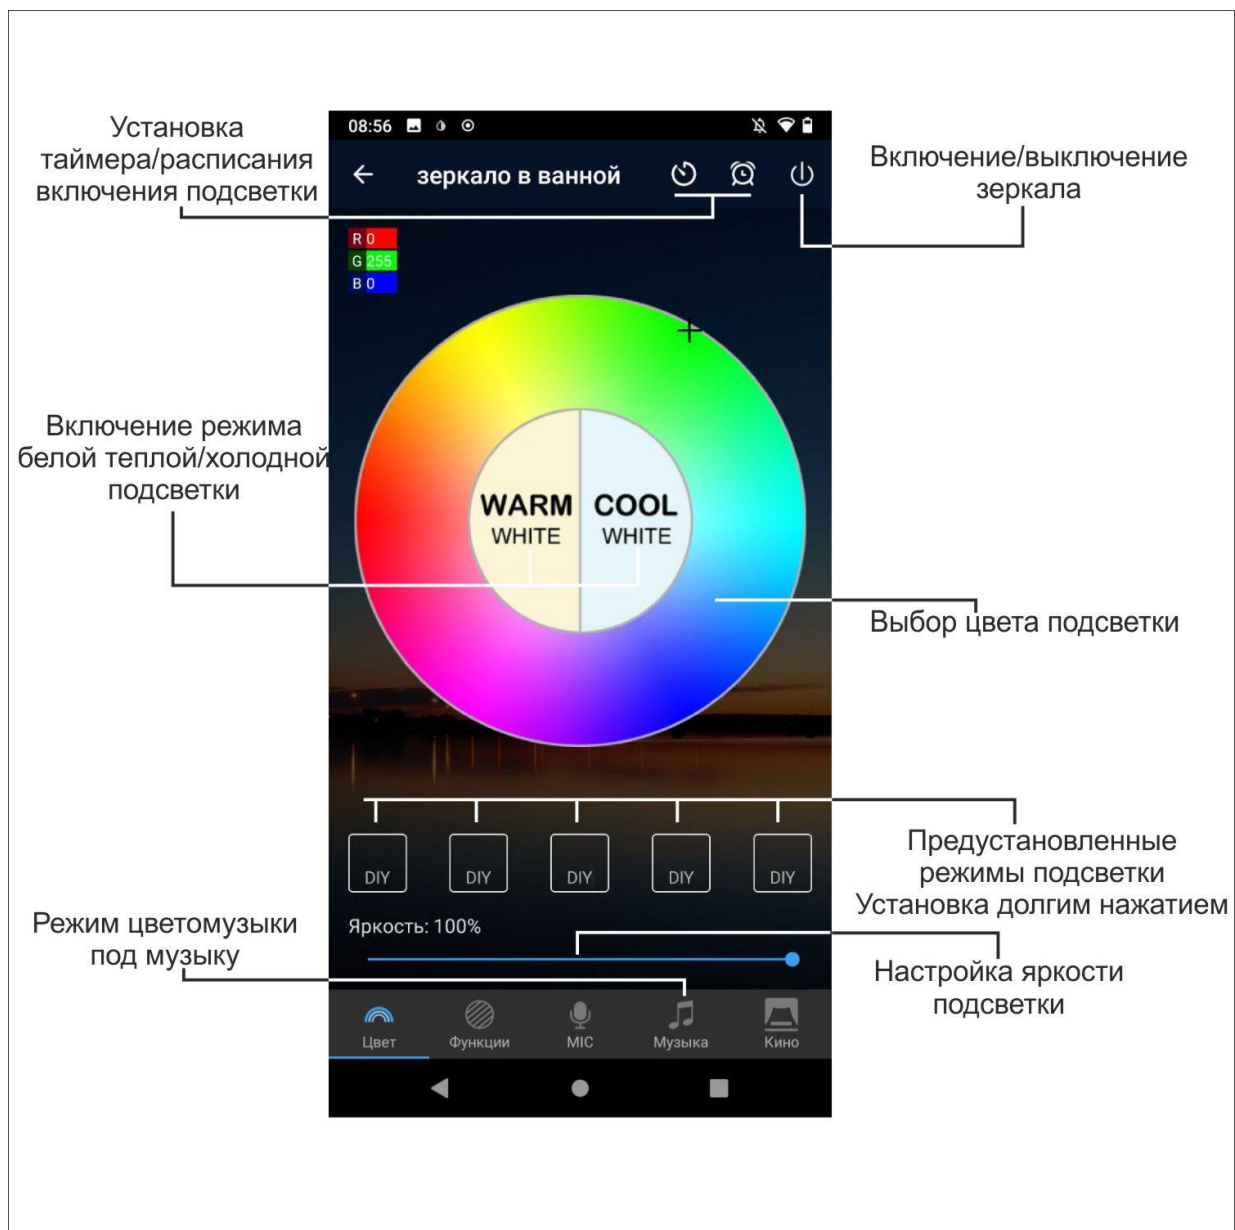 Установка
таймера/расписания
включения подсветки
Включение/выключение
зеркала
08:56
зеркало в ванной
R 0
G 255
B 0
Включение режима
белой теплой/холодной
подсветки
WARM
WHITE
COOL
WHITE
Выбор цвета подсветки
DIY DIY DIY DIY DIY
Предустановленные
режимы подсветки
Установка долгим нажатием
Режим цветомузыки
под музыку
Яркость: 100%
Настройка яркости
подсветки
Цвет Функции MIC Музыка Кино